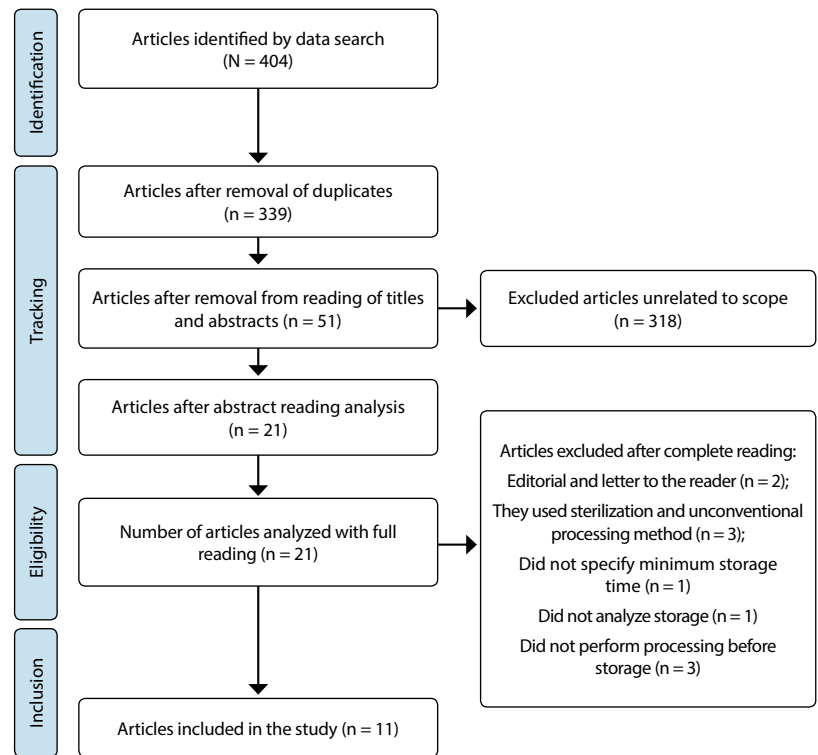 Identification
Articles identified by data search
(N = 404)
Tracking
Articles after removal of duplicates
(n = 339)
Articles after removal from reading of titles
and abstracts (n = 51)
Excluded articles unrelated to scope
(n = 318)
Articles after abstract reading analysis
(n = 21)
Eligibility
Number of articles analyzed with full
reading (n = 21)
Articles excluded after complete reading:
Editorial and letter to the reader (n = 2);
They used sterilization and unconventional
processing method (n = 3);
Did not specify minimum storage
time (n = 1)
Did not analyze storage (n = 1)
Did not perform processing before
storage (n = 3)
Inclusion
Articles included in the study (n = 11)